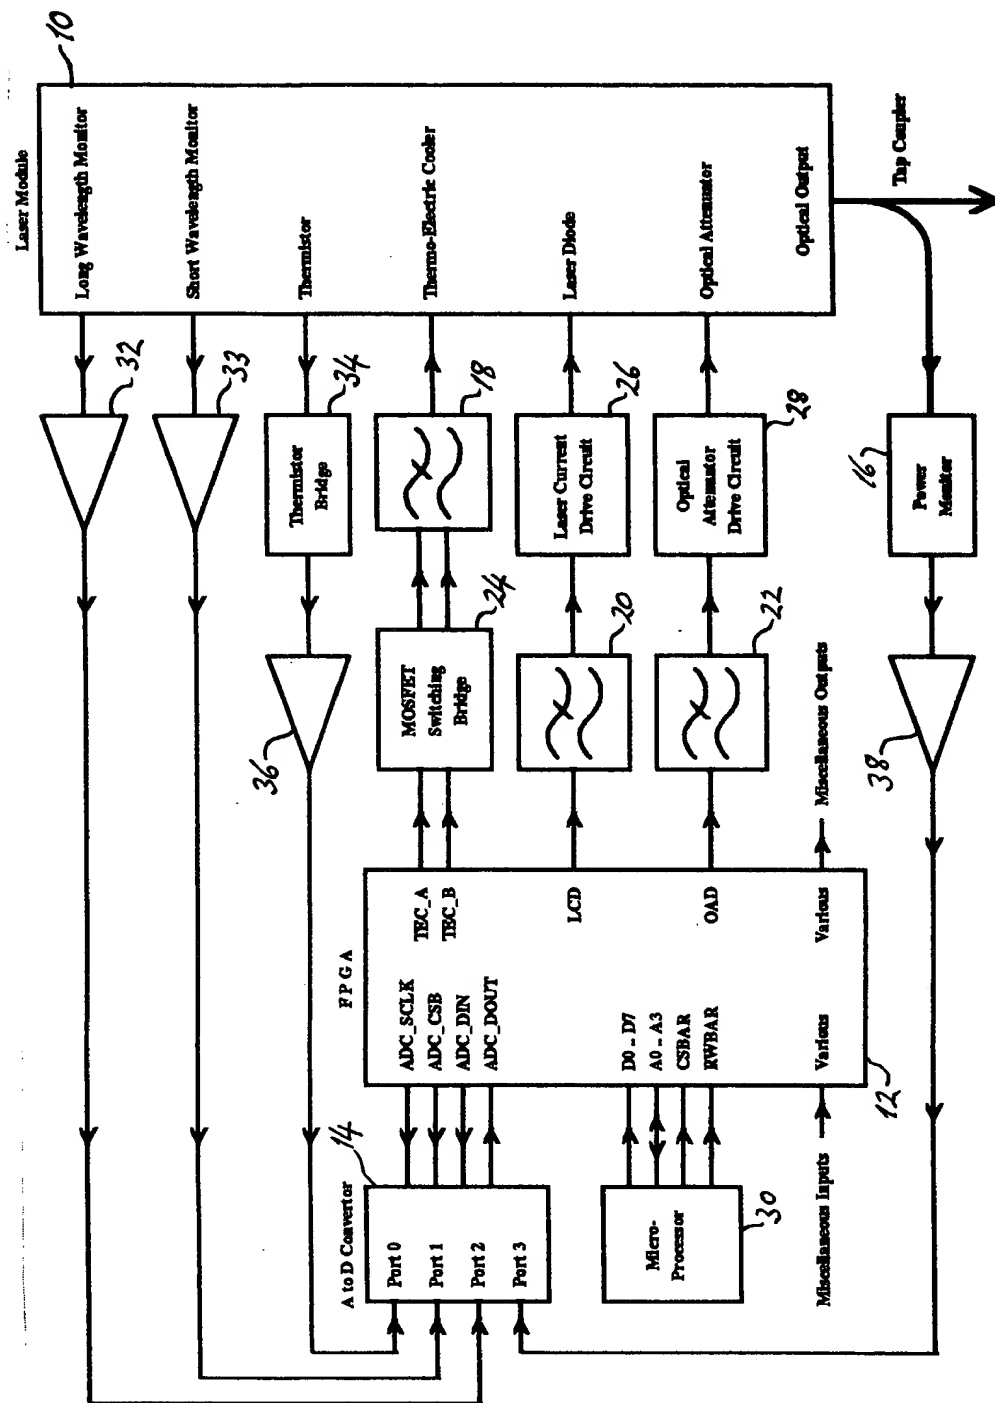 Laser Module
10
Long Wavelength Monitor
Short Wavelength Monitor
Thermistor
Thermo-Electric Cooler
Laser Diode
Optical Attenuator
Optical Output
Tap Coupler
32
33
34
Thermistor
Bridge
18
26
Laser Current
Drive Circuit
28
Optical
Attenuator
Drive Circuit
16
Power
Monitor
36
24
MOSFET
Switching
Bridge
20
22
38
FPGA
TEC_A
TEC_B
LCD
OAD
Various
Miscellaneous Outputs
ADC_SCLK
ADC_CSB
ADC_DIN
ADC_DOUT
D0 .. D7
A0 .. A3
CSBAR
RWBAR
Various
Miscellaneous Inputs
12
14
A to D Convertor
Port 0
Port 1
Port 2
Port 3
30
Micro-
Processor